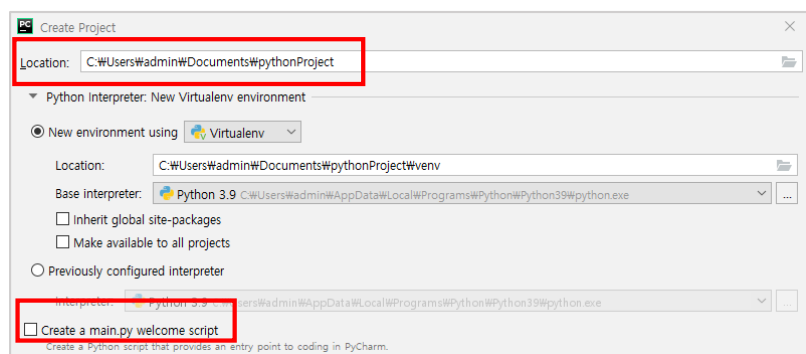 PC Create Project
Location: C:₩Users₩admin₩Documents₩pythonProject
Python Interpreter: New Virtualenv environment
New environment using Virtualenv
Location: C:₩Users₩admin₩Documents₩pythonProject₩venv
Base interpreter: Python 3.9 C:₩Users₩admin₩AppData₩Local₩Programs₩Python₩Python39₩python.exe ...
Inherit global site-packages
Make available to all projects
Previously configured interpreter
Interpreter: Python 3.9 C:₩Users₩admin₩AppData₩Local₩Programs₩Python₩Python39₩python.exe ...
Create a main.py welcome script
Create a Python script that provides an entry point to coding in PyCharm.